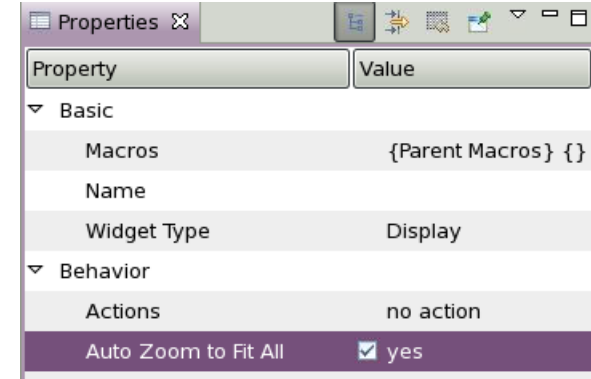 Properties
Property Value
Basic
Macros {Parent Macros} {}
Name
Widget Type Display
Behavior
Actions no action
Auto Zoom to Fit All yes